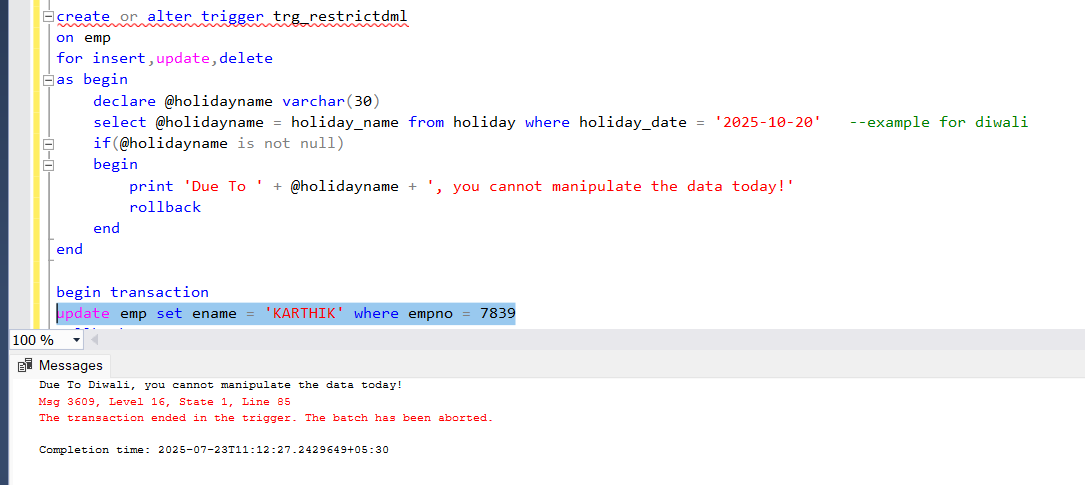 create or alter trigger trg_restrictdml
on emp
for insert,update,delete
as begin
declare @holidayname varchar(30)
select @holidayname = holiday_name from holiday where holiday_date = '2025-10-20'   --example for diwali
if(@holidayname is not null)
begin
print 'Due To ' + @holidayname + ', you cannot manipulate the data today!'
rollback
end
end
begin transaction
update emp set ename = 'KARTHIK' where empno = 7839
100 %
Messages
Due To Diwali, you cannot manipulate the data today!
Msg 3609, Level 16, State 1, Line 85
The transaction ended in the trigger. The batch has been aborted.
Completion time: 2025-07-23T11:12:27.2429649+05:30